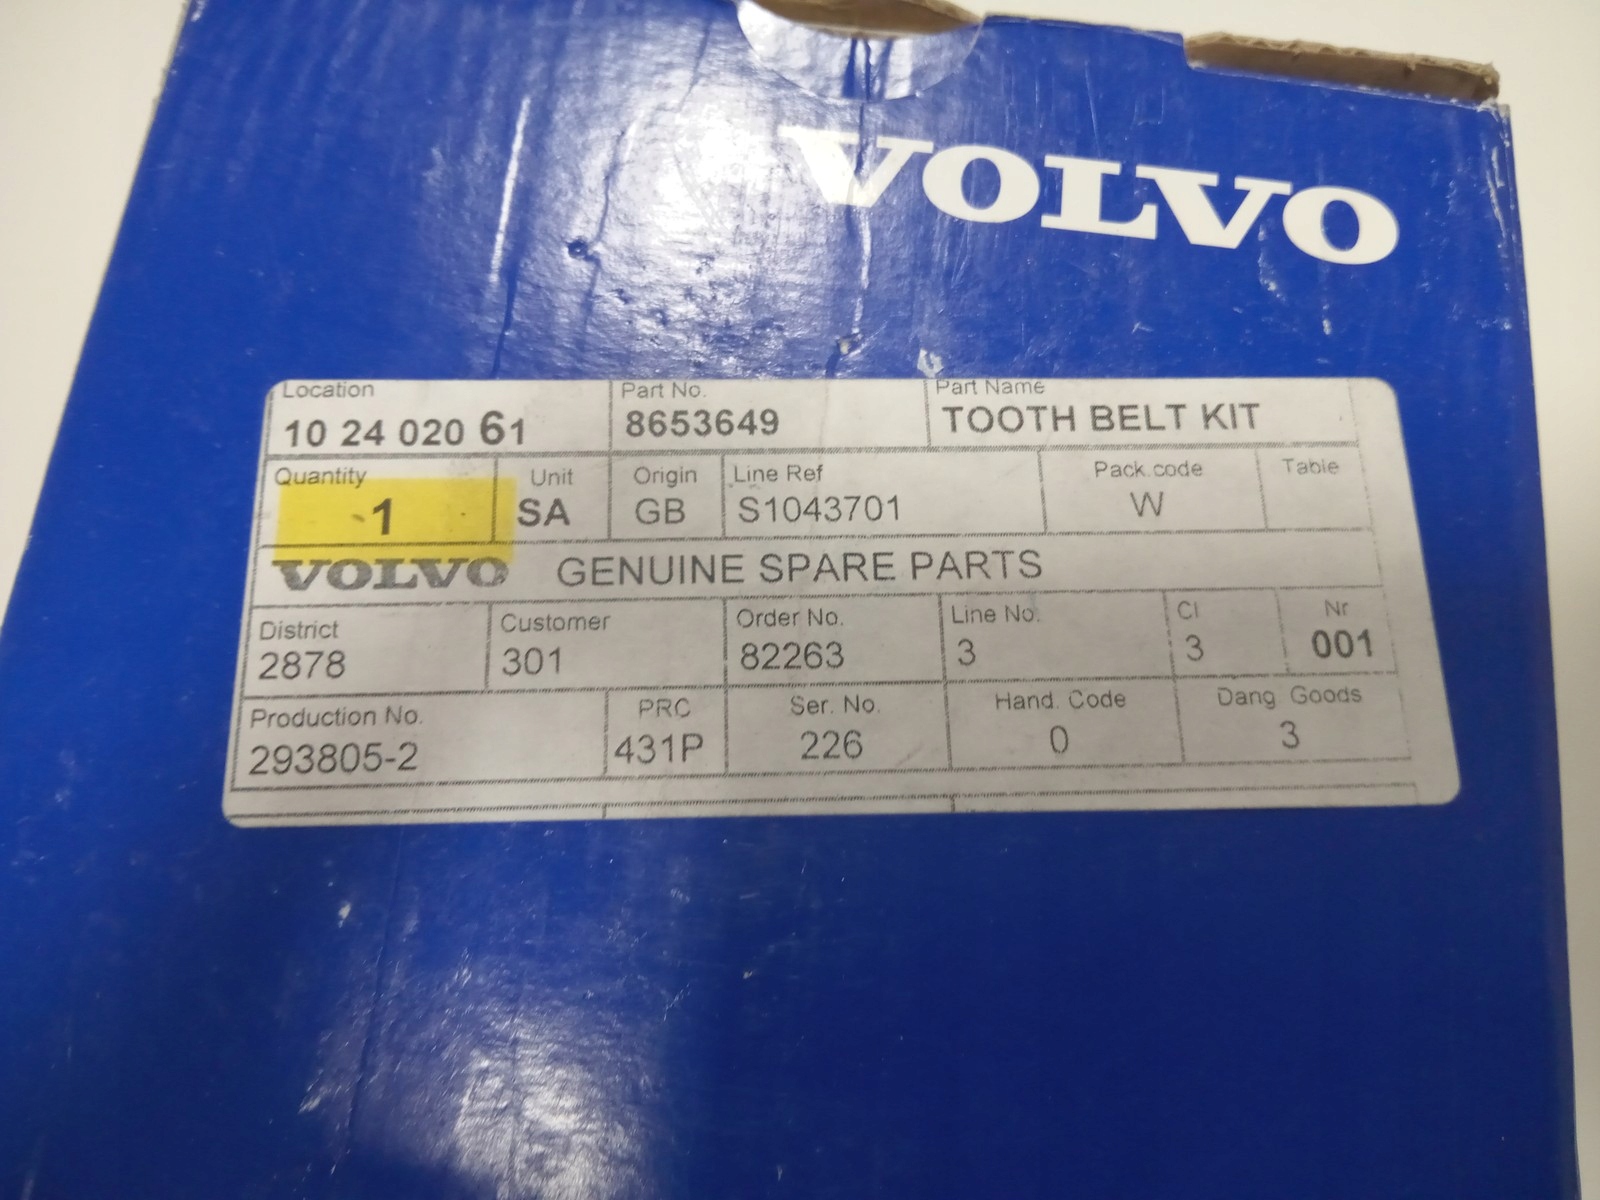 VOLVO
Location Part No. Part Name
10 24 020 61 8653649 TOOTH BELT KIT
Quantity Unit Origin Line Ref Pack code Table
1 SA GB S1043701 W
VOLVO GENUINE SPARE PARTS
District Customer Order No. Line No. CI Nr
2878 301 82263 3 3 001
Production No. PRC Ser. No. Hand. Code Dang Goods
293805-2 431P 226 0 3